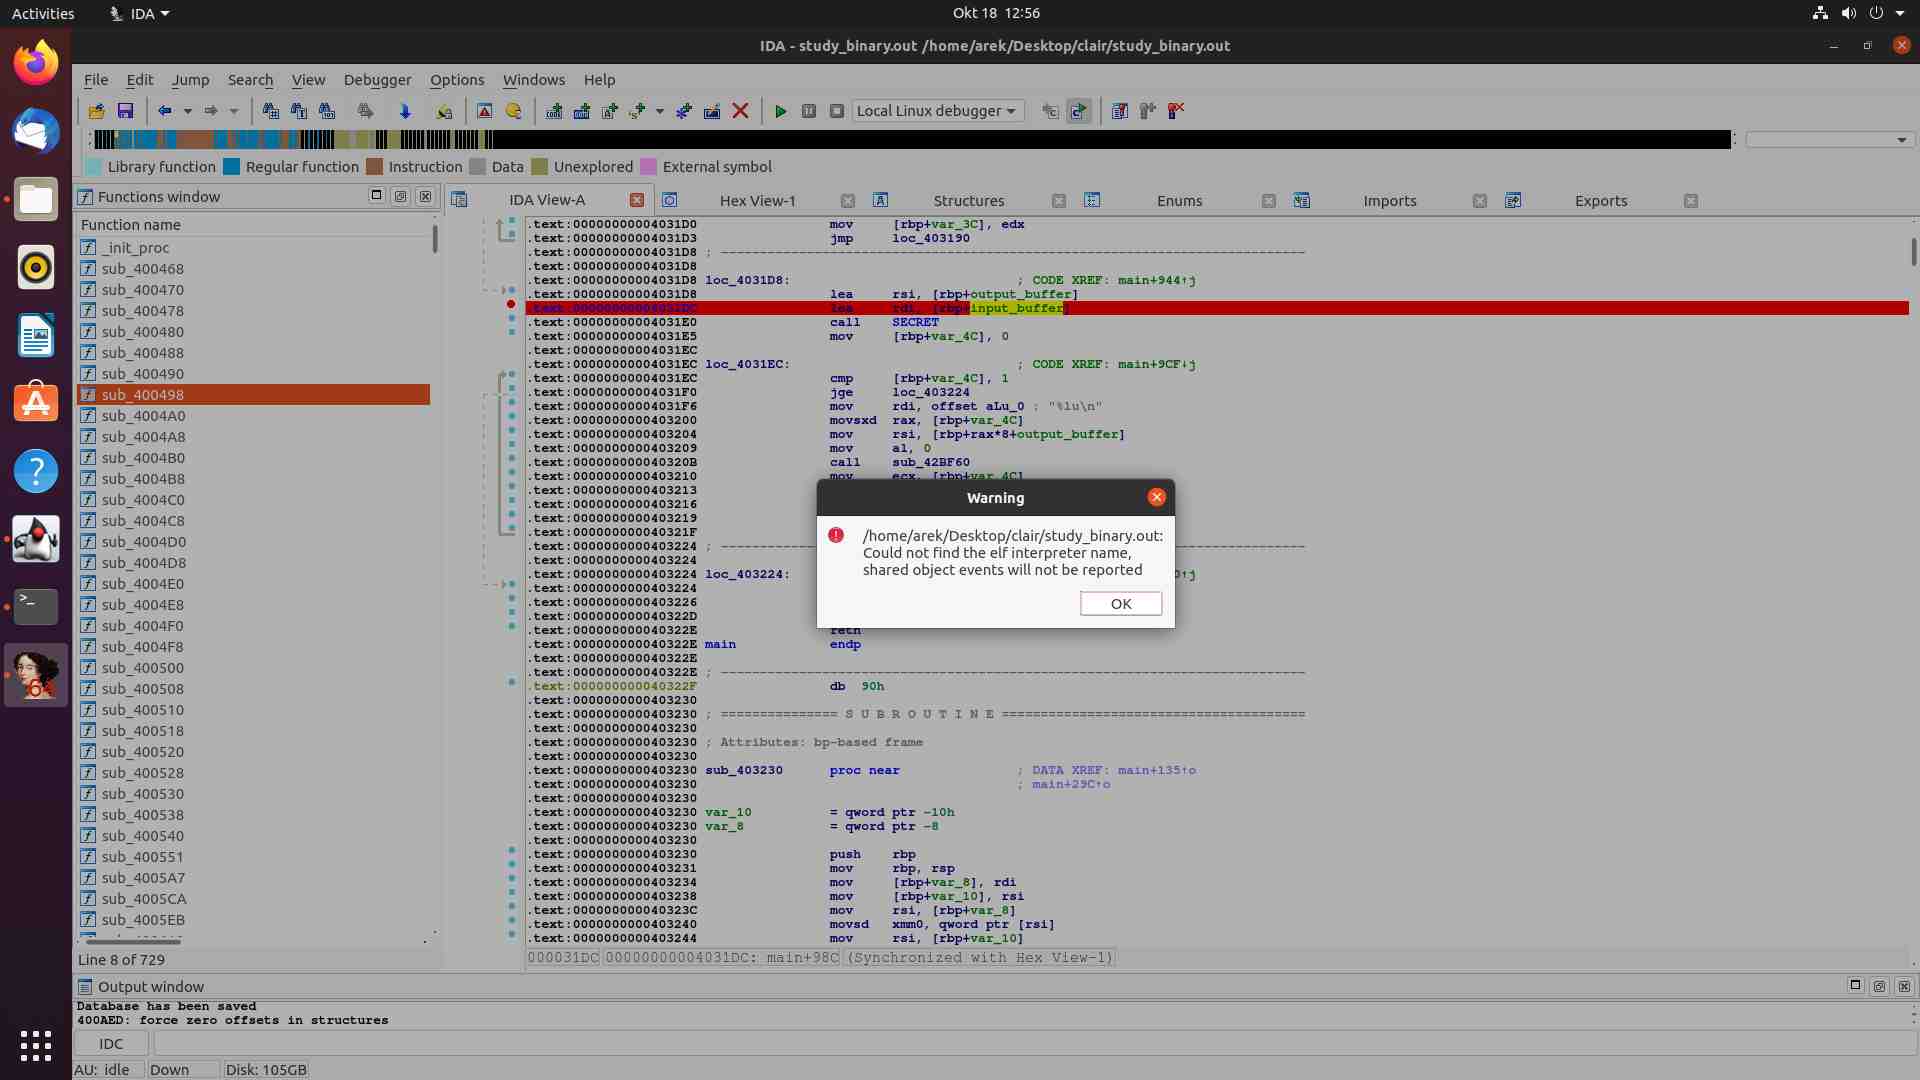 Activities
IDA
Okt 18 12:56
IDA - study_binary.out /home/arek/Desktop/clair/study_binary.out
File Edit Jump Search View Debugger Options Windows Help
Local Linux debugger
Library function Regular function Instruction Data Unexplored External symbol
Functions window
Function name
_init_proc
sub_400468
sub_400470
sub_400478
sub_400480
sub_400488
sub_400490
sub_400498
sub_4004A0
sub_4004A8
sub_4004B0
sub_4004B8
sub_4004C0
sub_4004C8
sub_4004D0
sub_4004D8
sub_4004E0
sub_4004E8
sub_4004F0
sub_4004F8
sub_400500
sub_400508
sub_400510
sub_400518
sub_400520
sub_400528
sub_400530
sub_400538
sub_400540
sub_400551
sub_4005A7
sub_4005CA
sub_4005EB
Line 8 of 729
IDA View-A Hex View-1 Structures Enums Imports Exports
.text:00000000004031D0 mov [rbp+var_3C], edx
.text:00000000004031D3 jmp loc_403190
.text:00000000004031D8 ; ---------------------------------------------------------------------------
.text:00000000004031D8
.text:00000000004031D8 loc_4031D8: ; CODE XREF: main+944↑j
.text:00000000004031D8 lea rsi, [rbp+output_buffer]
.text:00000000004031DC lea rdi, [rbp+input_buffer]
.text:00000000004031E0 call SECRET
.text:00000000004031E5 mov [rbp+var_4C], 0
.text:00000000004031EC
.text:00000000004031EC loc_4031EC: ; CODE XREF: main+9CF↓j
.text:00000000004031EC cmp [rbp+var_4C], 1
.text:00000000004031F0 jge loc_403224
.text:00000000004031F6 mov rdi, offset aLu_0 ; "%lu\n"
.text:0000000000403200 movsxd rax, [rbp+var_4C]
.text:0000000000403204 mov rsi, [rbp+rax*8+output_buffer]
.text:0000000000403209 mov al, 0
.text:000000000040320B call sub_42BF60
.text:0000000000403210 mov ecx, [rbp+var_4C]
.text:0000000000403213
.text:0000000000403216
.text:0000000000403219
.text:000000000040321F
.text:0000000000403224 ; ---------------------------------------------------------------------------
.text:0000000000403224
.text:0000000000403224 loc_403224: ↑j
.text:0000000000403224
.text:0000000000403226
.text:000000000040322D
.text:000000000040322E retn
.text:000000000040322E main endp
.text:000000000040322E
.text:000000000040322E ; ---------------------------------------------------------------------------
.text:000000000040322F db 90h
.text:0000000000403230
.text:0000000000403230 ; =============== S U B R O U T I N E =======================================
.text:0000000000403230
.text:0000000000403230 ; Attributes: bp-based frame
.text:0000000000403230
.text:0000000000403230 sub_403230 proc near ; DATA XREF: main+135↑o
.text:0000000000403230 ; main+29C↑o
.text:0000000000403230
.text:0000000000403230 var_10 = qword ptr -10h
.text:0000000000403230 var_8 = qword ptr -8
.text:0000000000403230
.text:0000000000403230 push rbp
.text:0000000000403231 mov rbp, rsp
.text:0000000000403234 mov [rbp+var_8], rdi
.text:0000000000403238 mov [rbp+var_10], rsi
.text:000000000040323C mov rsi, [rbp+var_8]
.text:0000000000403240 movsd xmm0, qword ptr [rsi]
.text:0000000000403244 mov rsi, [rbp+var_10]
000031DC 00000000004031DC: main+98C (Synchronized with Hex View-1)
Warning
/home/arek/Desktop/clair/study_binary.out:
Could not find the elf interpreter name,
shared object events will not be reported
OK
Output window
Database has been saved
400AED: force zero offsets in structures
IDC
AU: idle Down Disk: 105GB